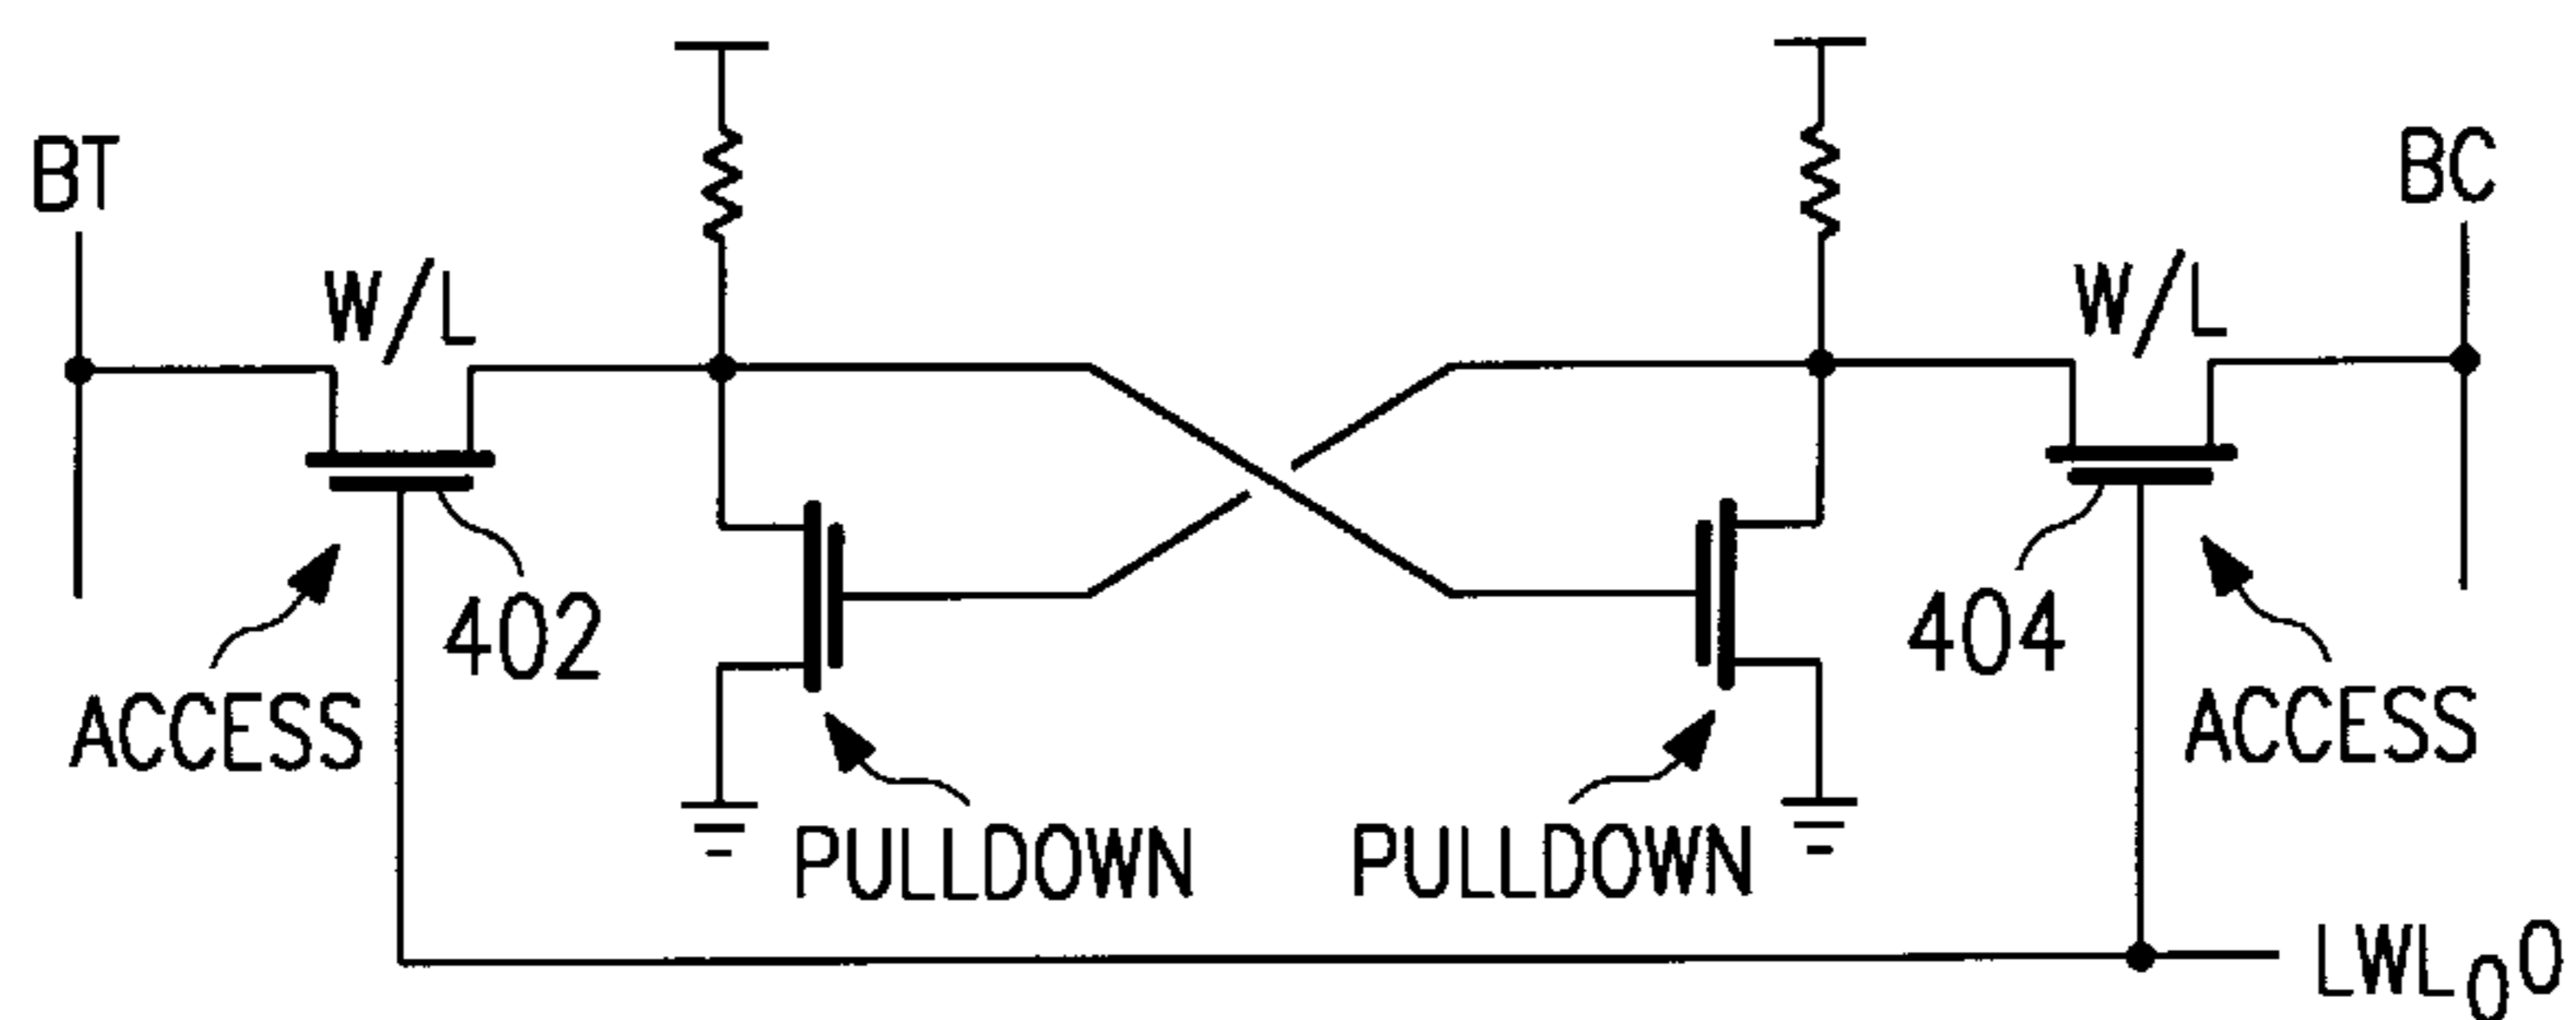 BT
BC
W/L
W/L
402
404
ACCESS
ACCESS
PULLDOWN
PULLDOWN
LWL₀0